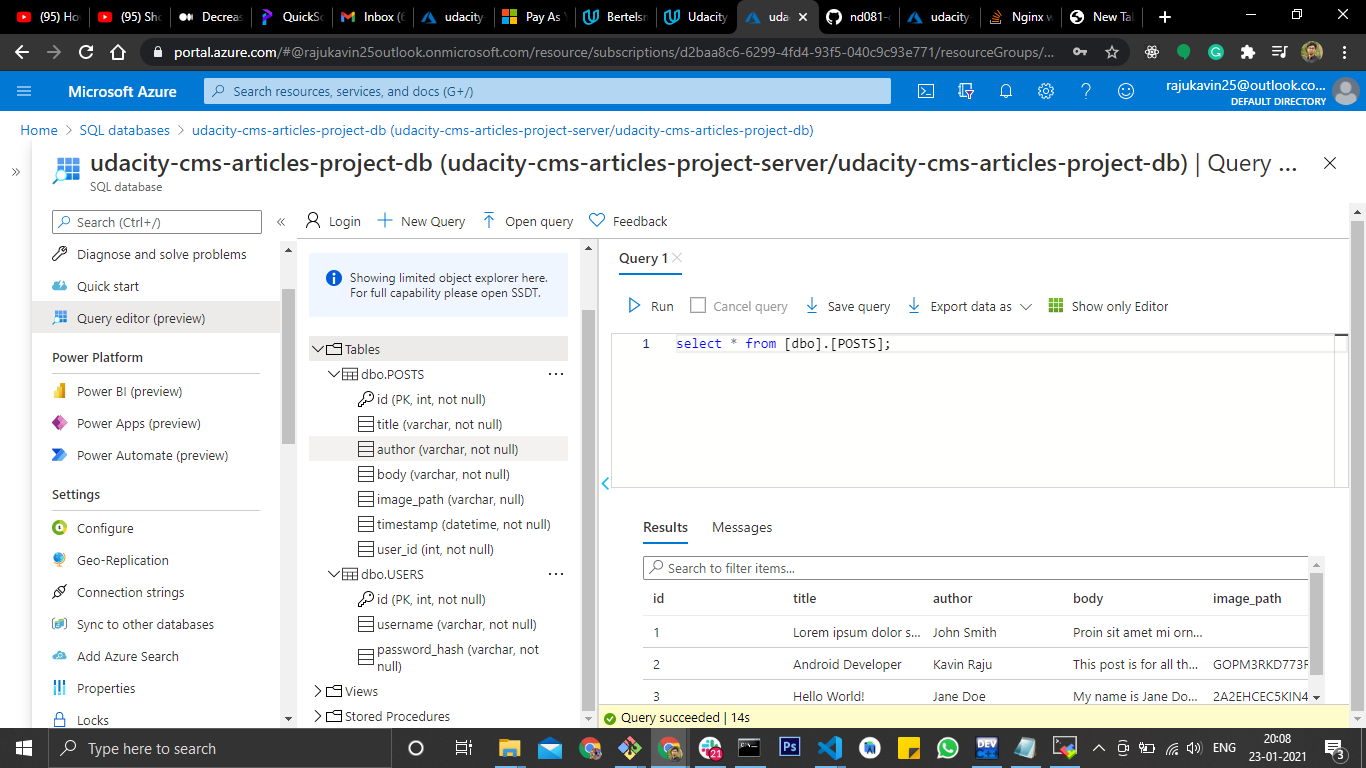 (95) Ho
(95) Sho
Decreas
QuickSo
Inbox (6
udacity
Pay As Y
Bertelsm
Udacity
uda
nd081-c
udacity-
Nginx w
New Tab
portal.azure.com/#@rajukavin25outlook.onmicrosoft.com/resource/subscriptions/d2baa8c6-6299-4fd4-93f5-040c9c93e771/resourceGroups/...
Microsoft Azure
Search resources, services, and docs (G+/)
rajukavin25@outlook.co...
DEFAULT DIRECTORY
Home > SQL databases > udacity-cms-articles-project-db (udacity-cms-articles-project-server/udacity-cms-articles-project-db)
udacity-cms-articles-project-db (udacity-cms-articles-project-server/udacity-cms-articles-project-db) | Query ...
SQL database
Search (Ctrl+/)
Diagnose and solve problems
Quick start
Query editor (preview)
Power Platform
Power BI (preview)
Power Apps (preview)
Power Automate (preview)
Settings
Configure
Geo-Replication
Connection strings
Sync to other databases
Add Azure Search
Properties
Locks
Login
New Query
Open query
Feedback
Showing limited object explorer here.
For full capability please open SSDT.
Tables
dbo.POSTS
id (PK, int, not null)
title (varchar, not null)
author (varchar, not null)
body (varchar, not null)
image_path (varchar, null)
timestamp (datetime, not null)
user_id (int, not null)
dbo.USERS
id (PK, int, not null)
username (varchar, not null)
password_hash (varchar, not
null)
Views
Stored Procedures
Query 1
Run
Cancel query
Save query
Export data as
Show only Editor
1 select * from [dbo].[POSTS];
Results
Messages
Search to filter items...
id title author body image_path
1 Lorem ipsum dolor s... John Smith Proin sit amet mi orn...
2 Android Developer Kavin Raju This post is for all th... GOPM3RKD773F
3 Hello World! Jane Doe My name is Jane Do... 2A2EHCEC5KIN4
Query succeeded | 14s
Type here to search
21
DEV
Ps
ENG
20:08
23-01-2021
3